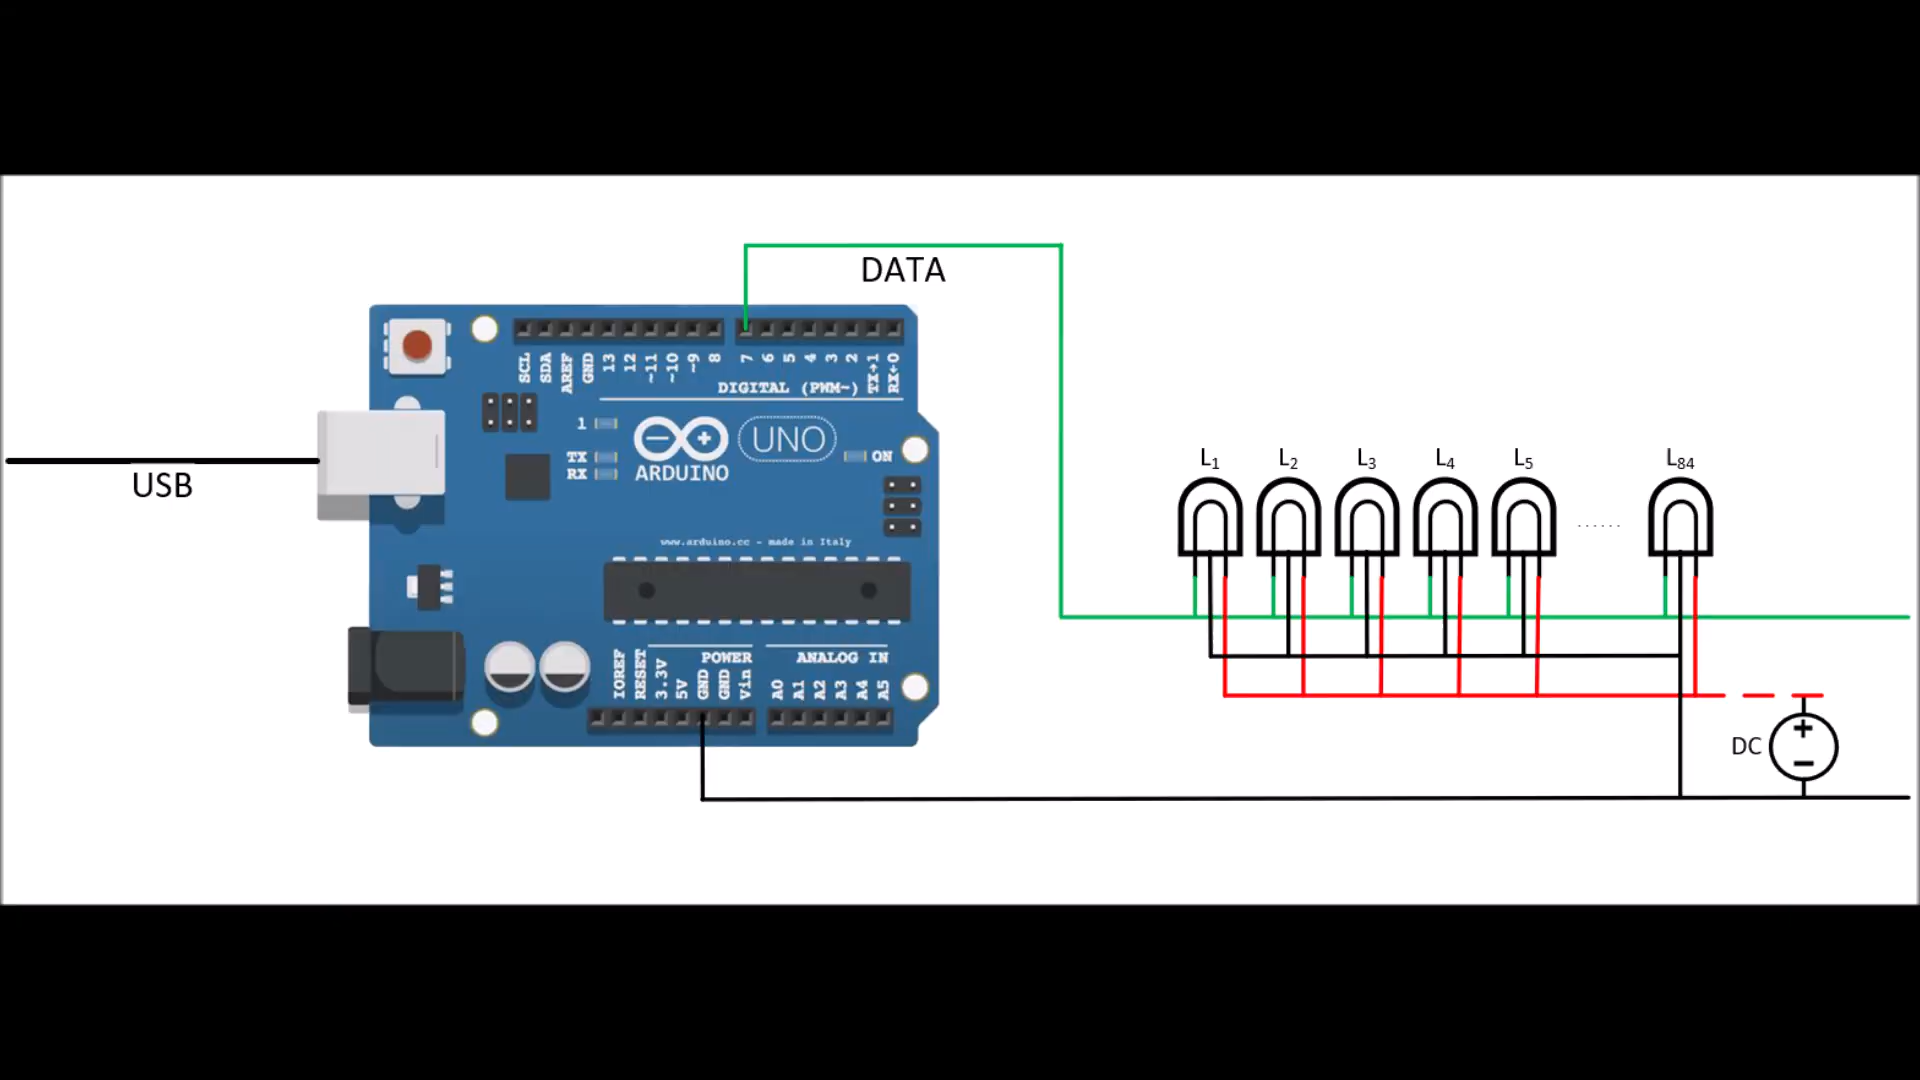 DATA
SCL
SDA
AREF
GND
13
12
~11
~10
~9
8
7
6
5
4
3
2
TX→1
RX←0
DIGITAL (PWM~)
1
TX
RX
ARDUINO
UNO
ON
USB
www.arduino.cc - made in Italy
POWER
ANALOG IN
IOREF
RESET
3.3V
5V
GND
GND
Vin
A0
A1
A2
A3
A4
A5
L₁ L₂ L₃ L₄ L₅ ...... L₈₄
DC